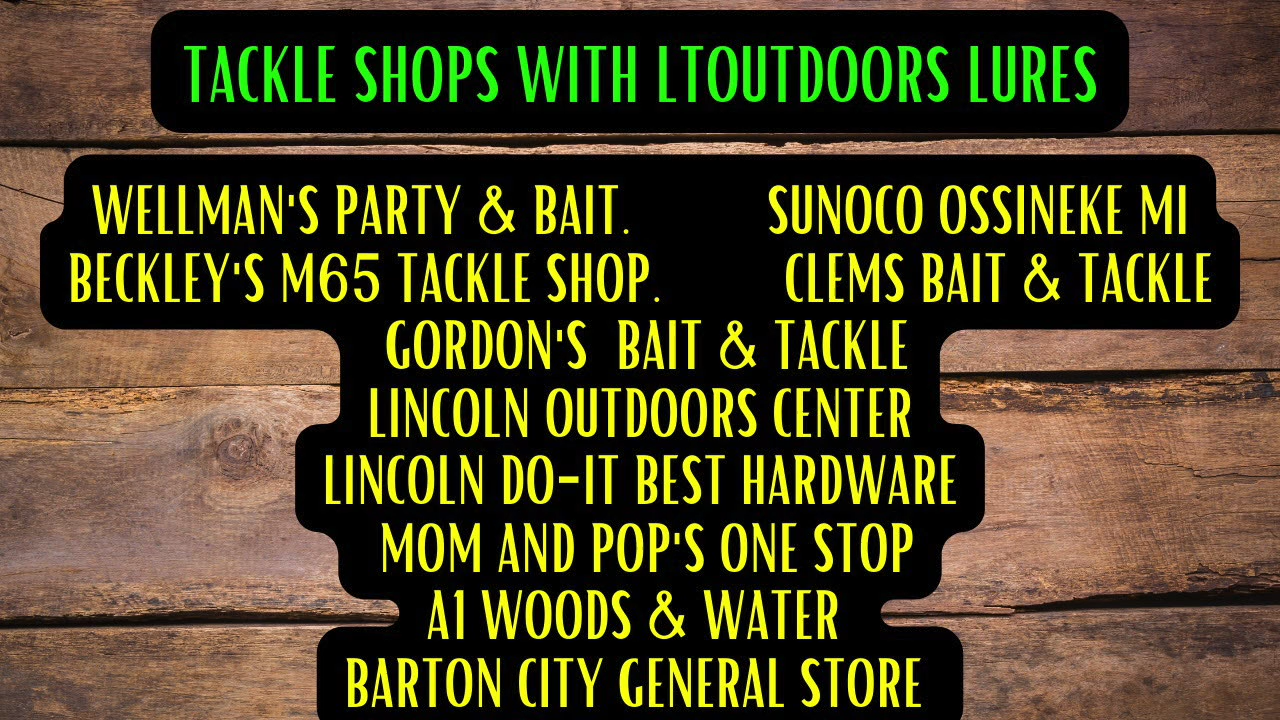 TACKLE SHOPS WITH LTOUTDOORS LURES
WELLMAN'S PARTY & BAIT. SUNOCO OSSINEKE MI
BECKLEY'S M65 TACKLE SHOP. CLEMS BAIT & TACKLE
GORDON'S BAIT & TACKLE
LINCOLN OUTDOORS CENTER
LINCOLN DO-IT BEST HARDWARE
MOM AND POP'S ONE STOP
A1 WOODS & WATER
BARTON CITY GENERAL STORE